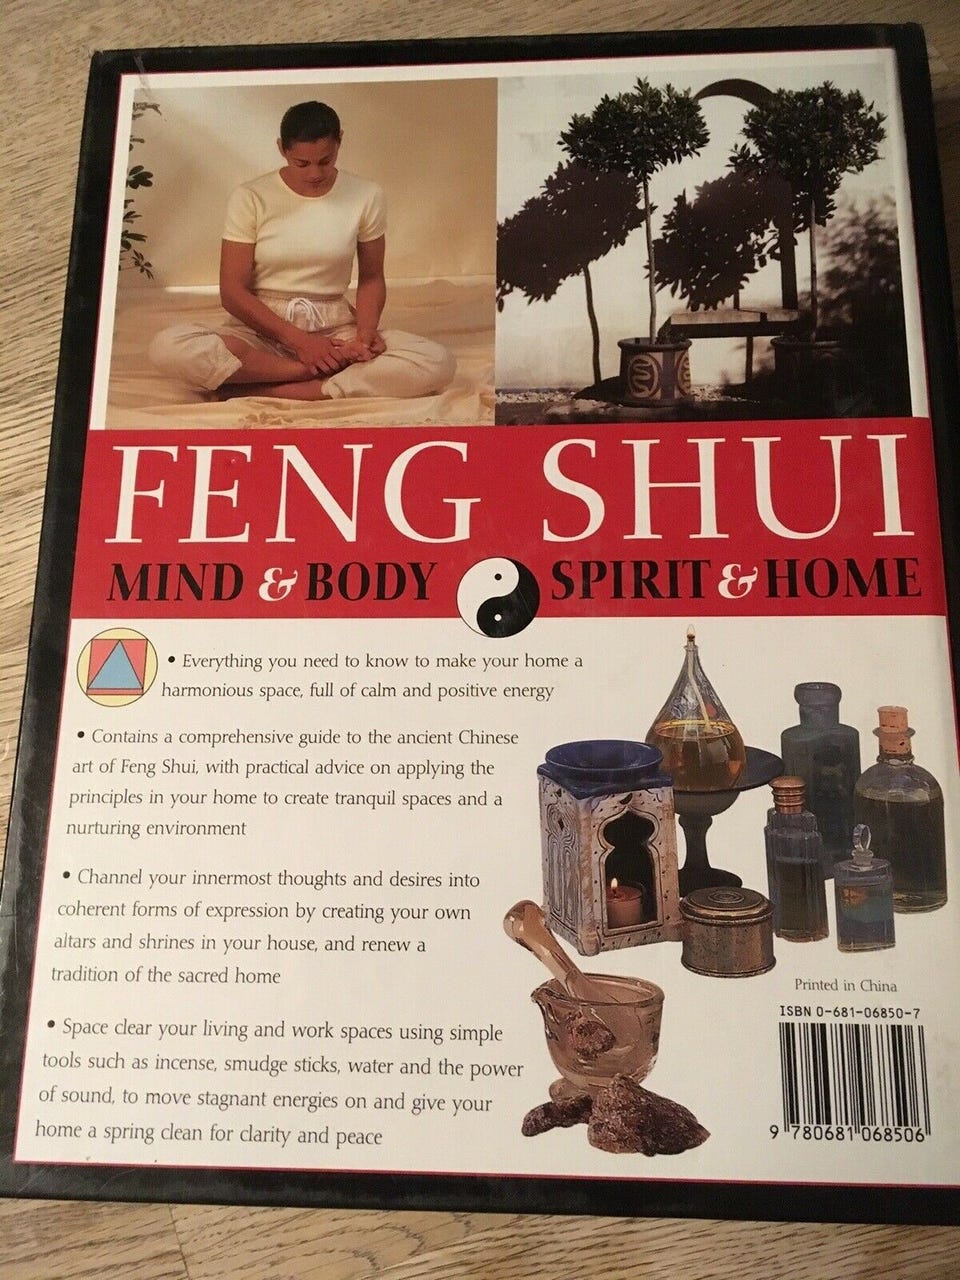 FENG SHUI
MIND & BODY SPIRIT & HOME
• Everything you need to know to make your home a
harmonious space, full of calm and positive energy
• Contains a comprehensive guide to the ancient Chinese
art of Feng Shui, with practical advice on applying the
principles in your home to create tranquil spaces and a
nurturing environment
• Channel your innermost thoughts and desires into
coherent forms of expression by creating your own
altars and shrines in your house, and renew a
tradition of the sacred home
• Space clear your living and work spaces using simple
tools such as incense, smudge sticks, water and the power
of sound, to move stagnant energies on and give your
home a spring clean for clarity and peace
Printed in China
ISBN 0-681-06850-7
9 780681 068506